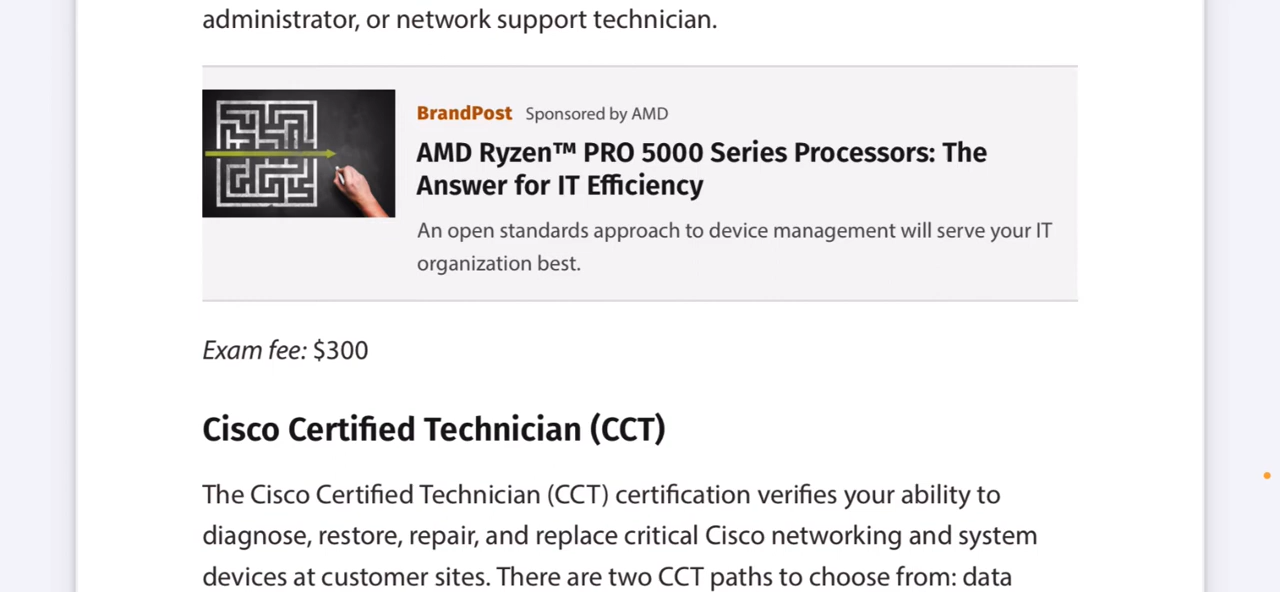 administrator, or network support technician.
BrandPost Sponsored by AMD
AMD Ryzen™ PRO 5000 Series Processors: The
Answer for IT Efficiency
An open standards approach to device management will serve your IT
organization best.
Exam fee: $300
Cisco Certified Technician (CCT)
The Cisco Certified Technician (CCT) certification verifies your ability to
diagnose, restore, repair, and replace critical Cisco networking and system
devices at customer sites. There are two CCT paths to choose from: data